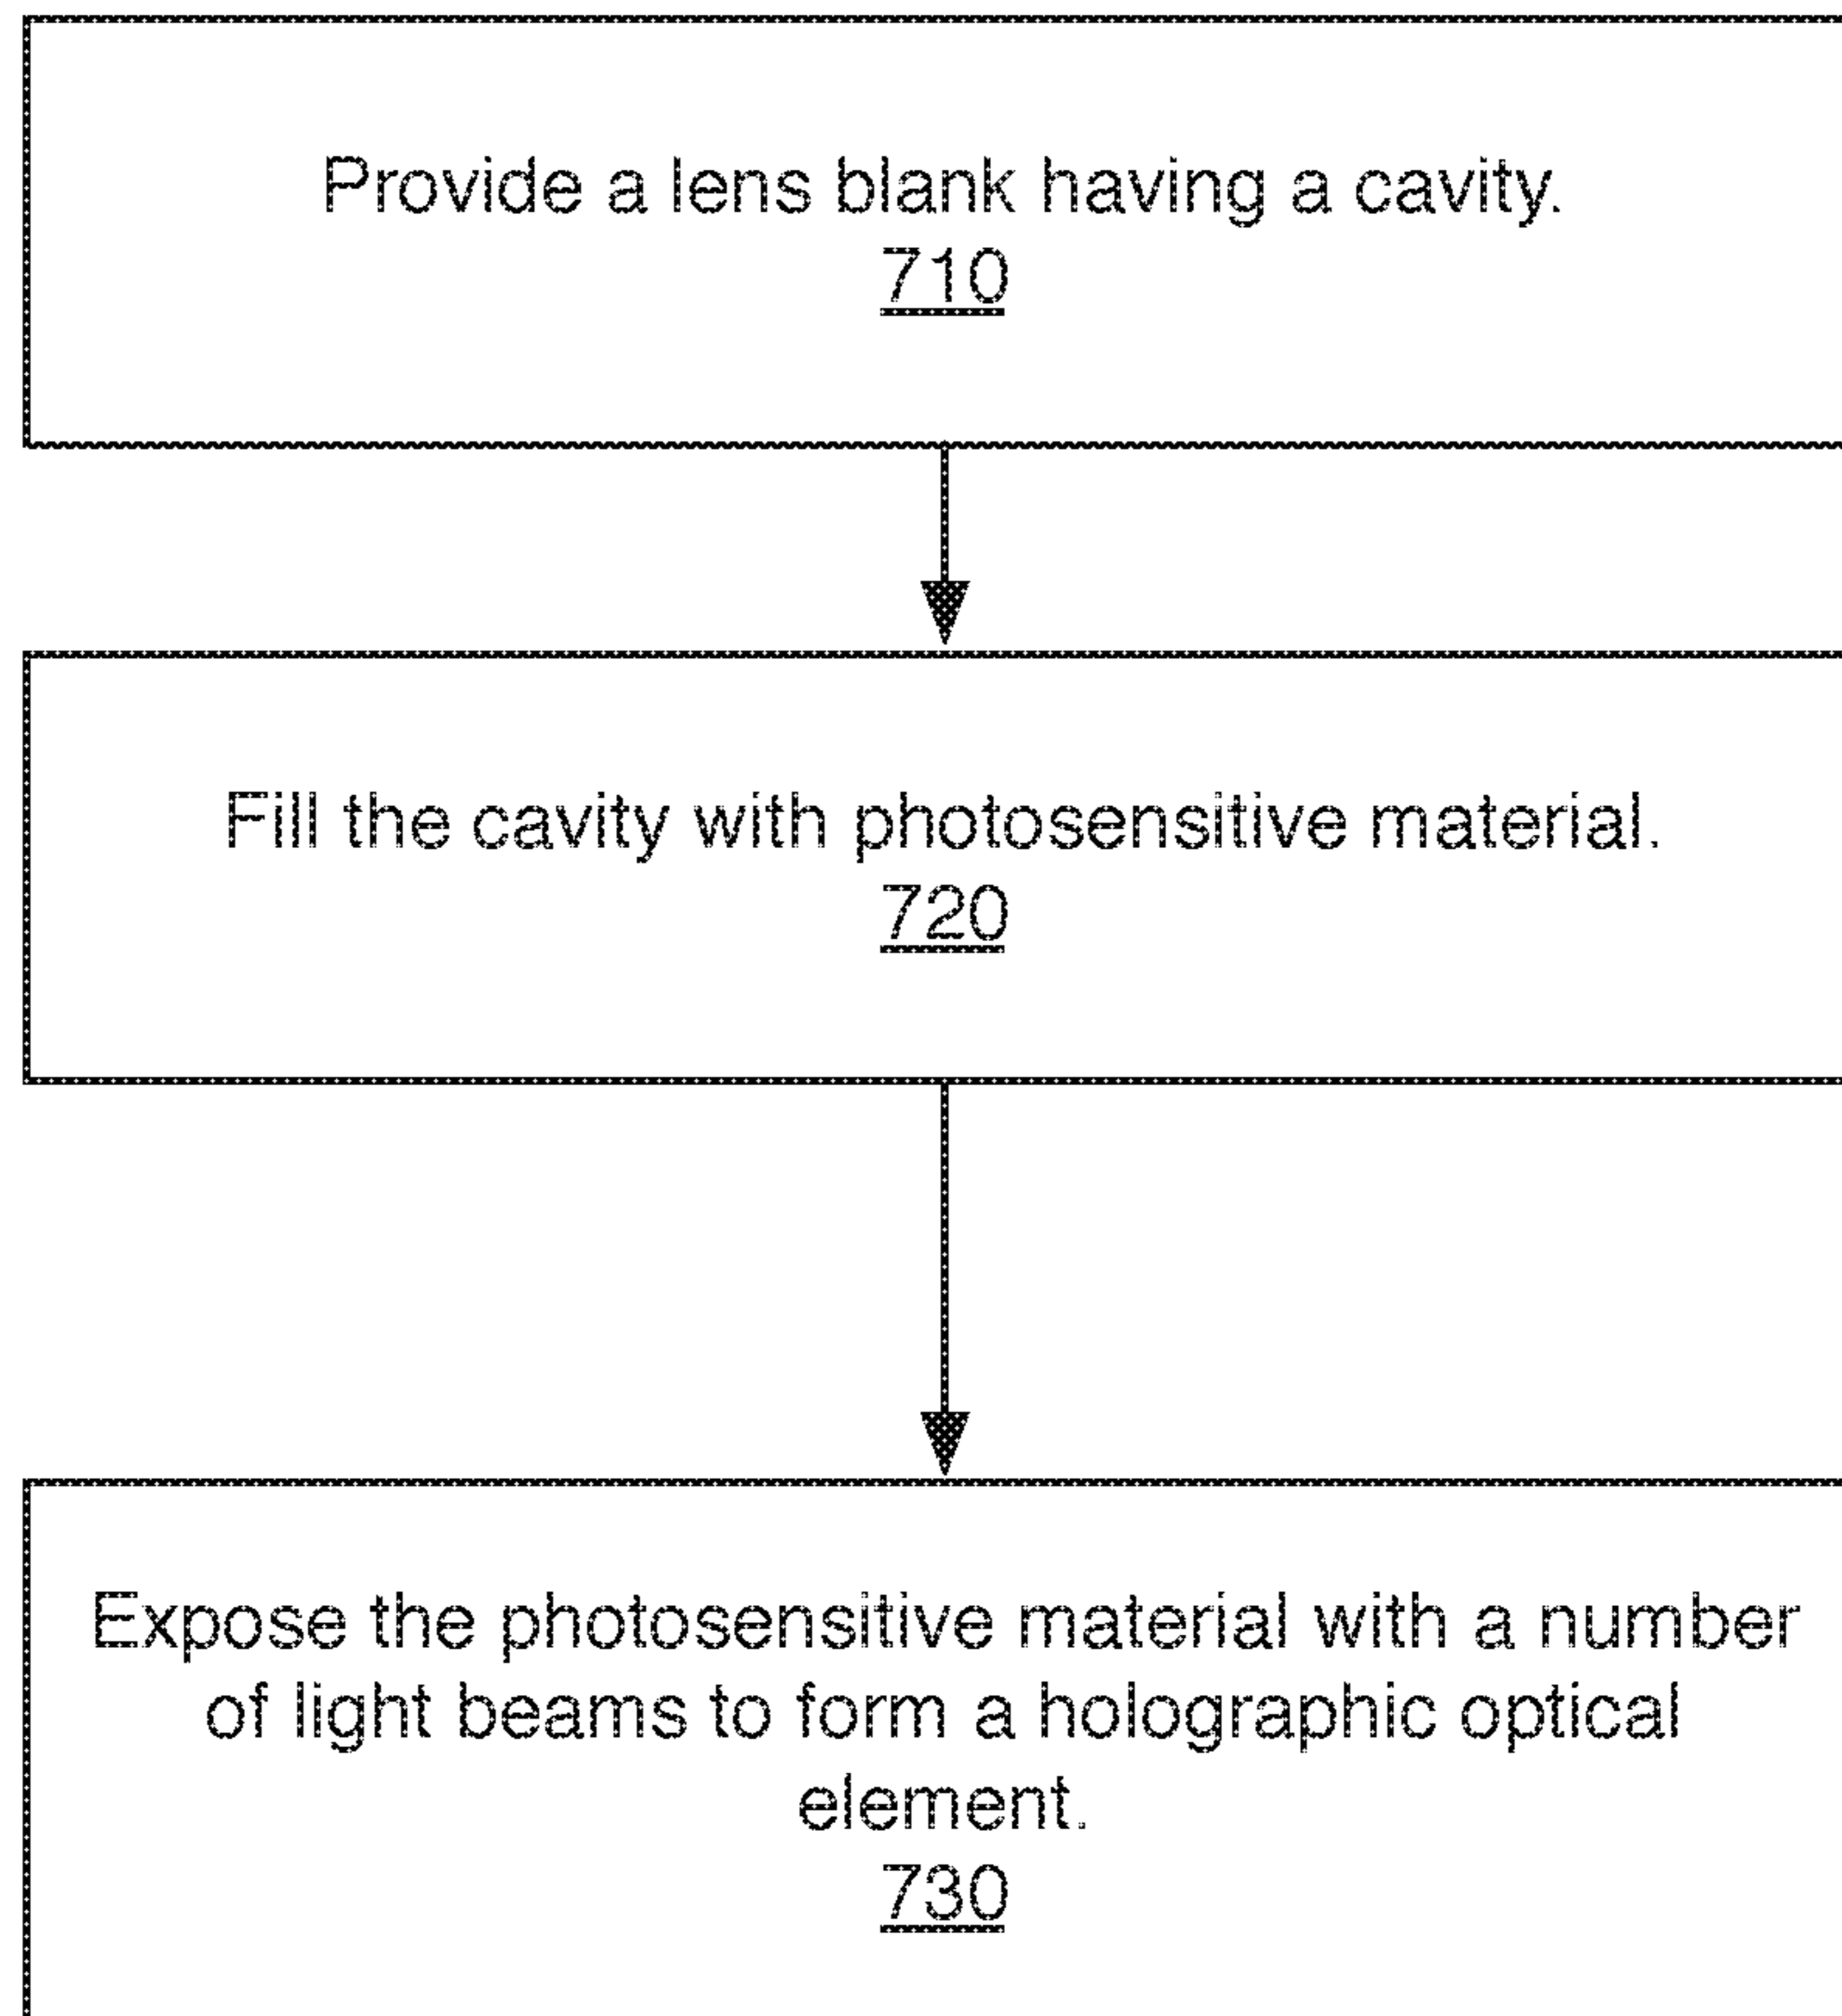 Provide a lens blank having a cavity.
710
Fill the cavity with photosensitive material.
720
Expose the photosensitive material with a number
of light beams to form a holographic optical
element.
730